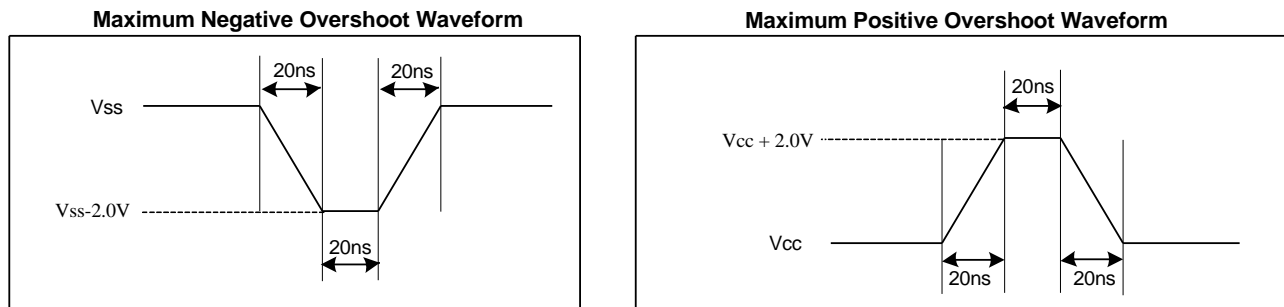 Maximum Negative Overshoot Waveform
20ns
20ns
Vss
Vss-2.0V
20ns
Maximum Positive Overshoot Waveform
20ns
Vcc + 2.0V
Vcc
20ns
20ns